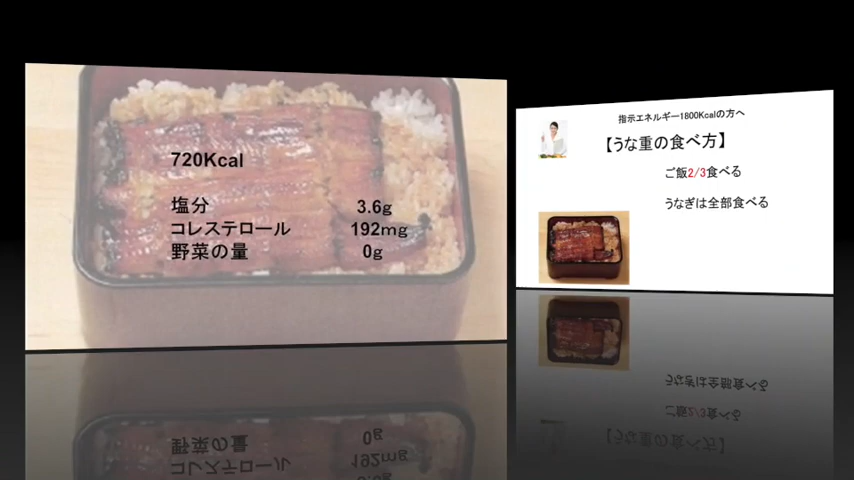 720Kcal
塩分 3.6g
コレステロール 192mg
野菜の量 0g
指示エネルギー1800Kcalの方へ
【うな重の食べ方】
ご飯2/3食べる
うなぎは全部食べる